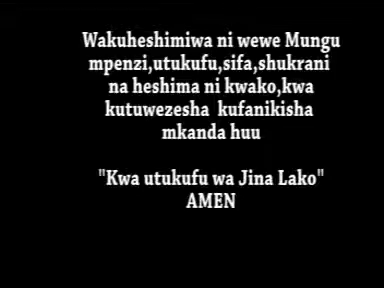 Wakuheshimiwa ni wewe Mungu
mpenzi,utukufu,sifa,shukrani
na heshima ni kwako,kwa
kutuwezesha kufanikisha
mkanda huu
"Kwa utukufu wa Jina Lako"
AMEN